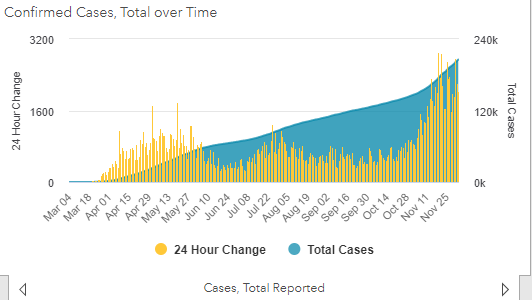 Confirmed Cases, Total over Time
3200
1600
0
24 Hour Change
240k
120k
0k
Total Cases
Mar 04
Mar 18
Apr 01
Apr 15
Apr 29
May 13
May 27
Jun 10
Jun 24
Jul 08
Jul 22
Aug 05
Aug 19
Sep 02
Sep 16
Sep 30
Oct 14
Oct 28
Nov 11
Nov 25
24 Hour Change
Total Cases
Cases, Total Reported